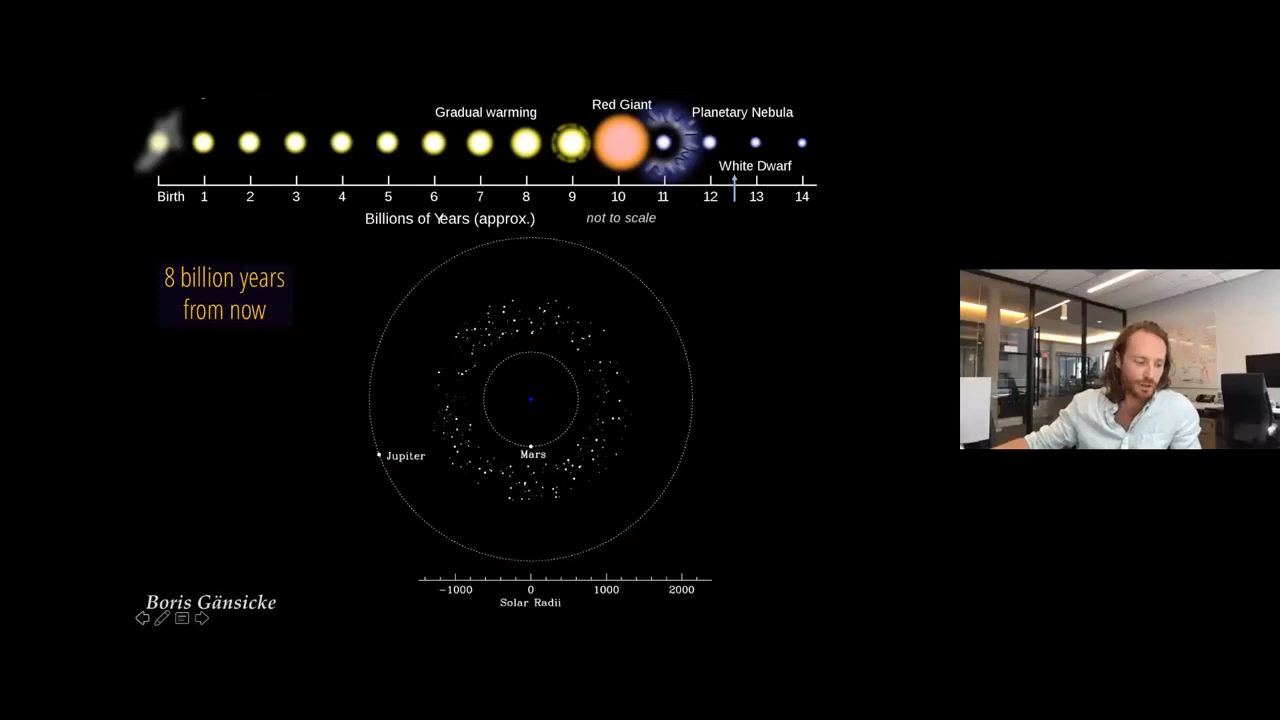 Red Giant
Gradual warming
Planetary Nebula
White Dwarf
Birth 1 2 3 4 5 6 7 8 9 10 11 12 13 14
Billions of Years (approx.) not to scale
8 billion years
from now
Jupiter
Mars
-1000 0 1000 2000
Solar Radii
Boris Gänsicke